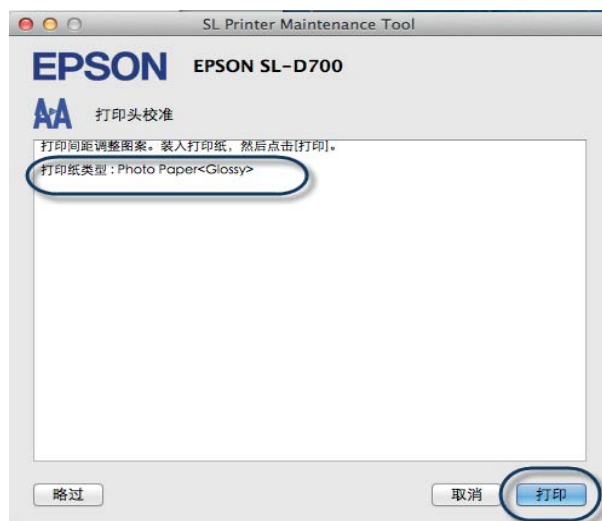 SL Printer Maintenance Tool
EPSON EPSON SL-D700
打印头校准
打印间距调整图案。装入打印纸，然后点击[打印]。
打印纸类型 : Photo Paper<Glossy>
略过 取消 打印